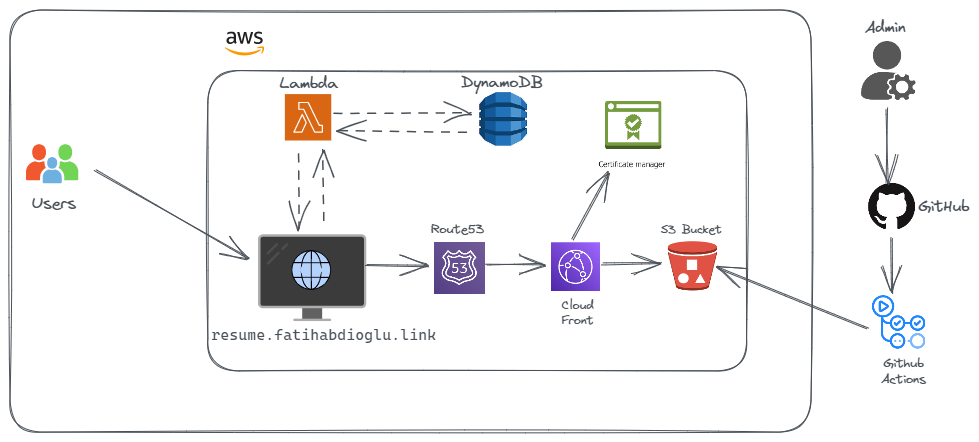 aws
Admin
Lambda
DynamoDB
Certificate manager
Users
GitHub
Route53
53
S3 Bucket
Cloud
Front
resume.fatihabdioglu.link
Github
Actions